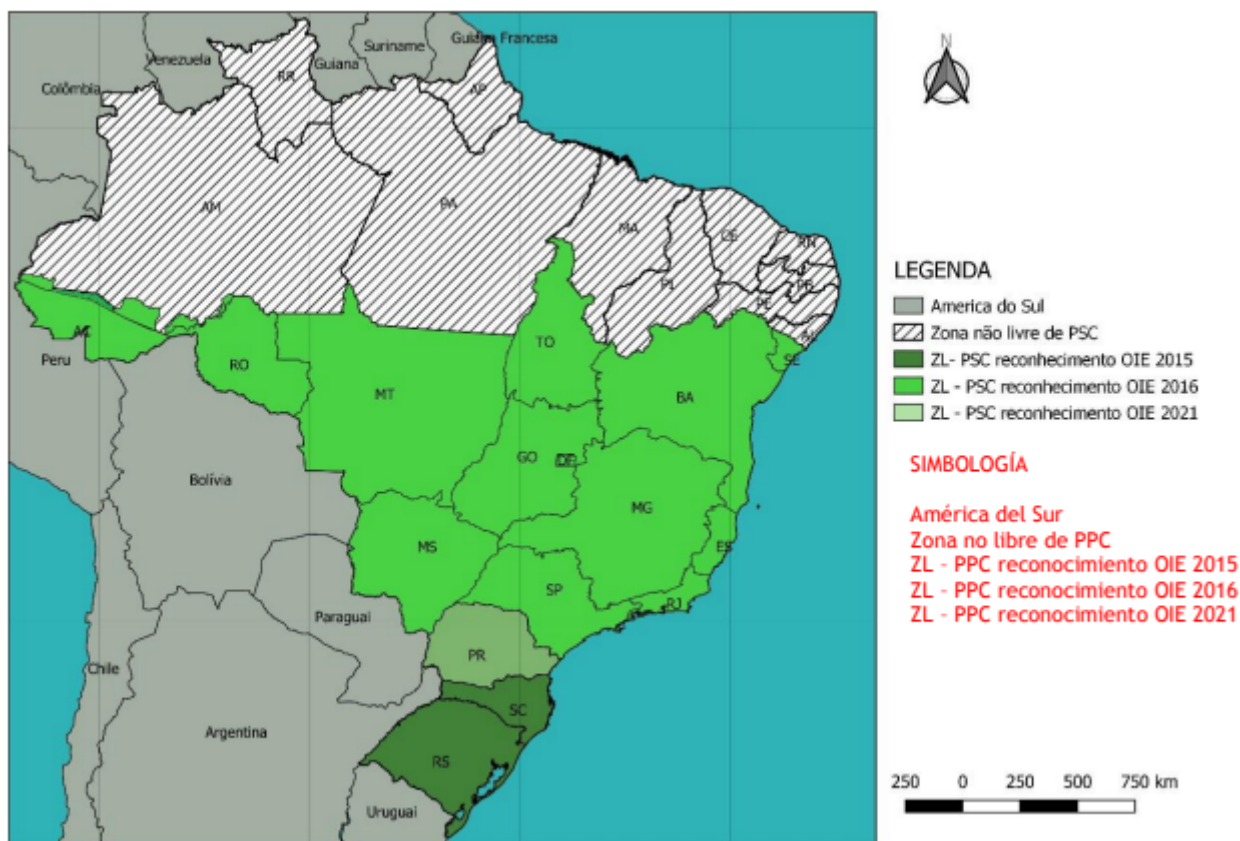 N
Venezuela
Suriname
Guiana Francesa
Guiana
Colômbia
RR
AP
AM
PA
MA
CE
RN
PB
PI
PE
AL
AC
Peru
RO
TO
SE
MT
BA
GO
DF
Bolívia
MG
MS
ES
SP
RJ
Paraguai
PR
Chile
SC
Argentina
RS
Uruguai
LEGENDA
America do Sul
Zona não livre de PSC
ZL- PSC reconhecimento OIE 2015
ZL - PSC reconhecimento OIE 2016
ZL - PSC reconhecimento OIE 2021
SIMBOLOGÍA
América del Sur
Zona no libre de PPC
ZL - PPC reconocimiento OIE 2015
ZL - PPC reconocimiento OIE 2016
ZL - PPC reconocimiento OIE 2021
250 0 250 500 750 km